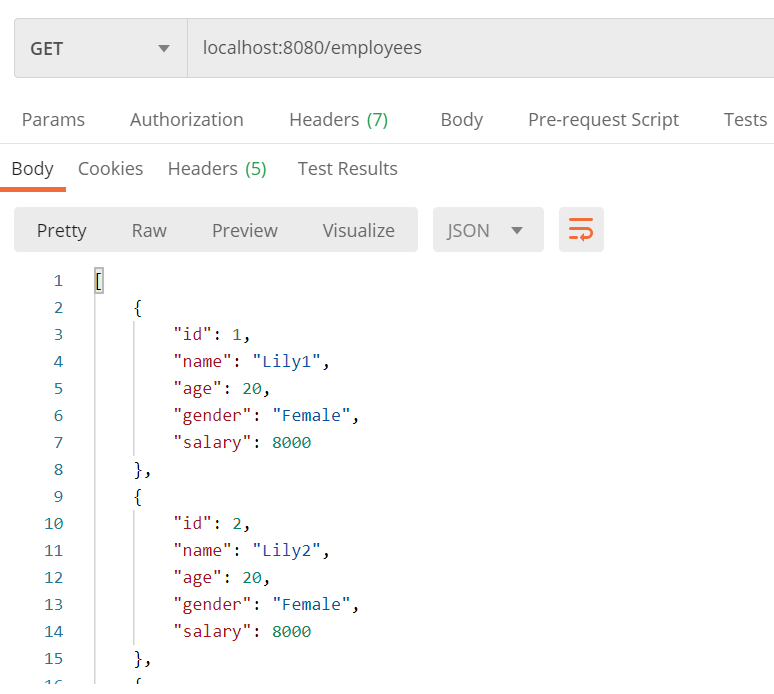 GET localhost:8080/employees
Params Authorization Headers (7) Body Pre-request Script Tests
Body Cookies Headers (5) Test Results
Pretty Raw Preview Visualize JSON
1 [
2 {
3 "id": 1,
4 "name": "Lily1",
5 "age": 20,
6 "gender": "Female",
7 "salary": 8000
8 },
9 {
10 "id": 2,
11 "name": "Lily2",
12 "age": 20,
13 "gender": "Female",
14 "salary": 8000
15 },
16 {